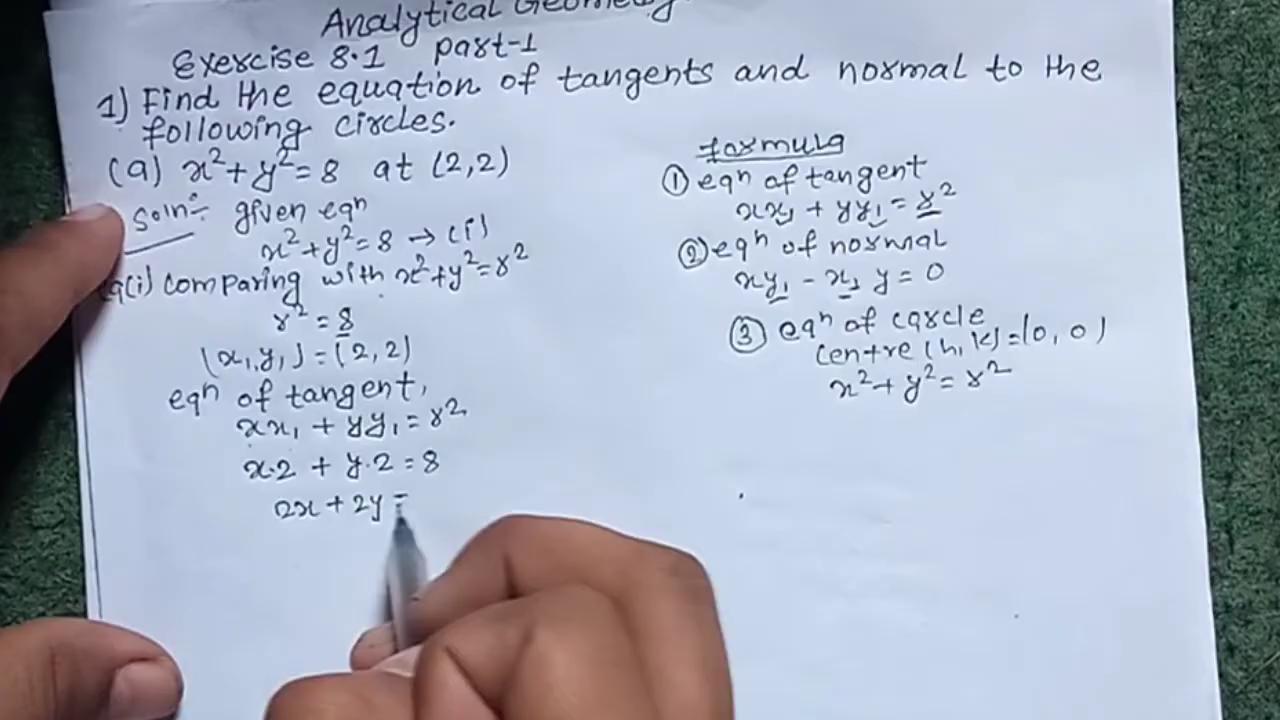 Analytical Geometry
Exercise 8.1 part-1
1) Find the equation of tangents and normal to the
following circles.
(a) x²+y²=8 at (2,2)
Soln:- given eqn
x²+y²=8 → (i)
q(i) comparing with x²+y²=r²
r² = 8
(x₁,y₁) = (2,2)
eqn of tangent,
xx₁ + yy₁ = r²
x.2 + y.2 = 8
2x + 2y =
formula
① eqn of tangent
xx₁ + yy₁ = r²
② eqn of normal
xy₁ - x₁ y = 0
③ eqn of carcle
centre (h, k) = (0, 0)
x² + y² = r²